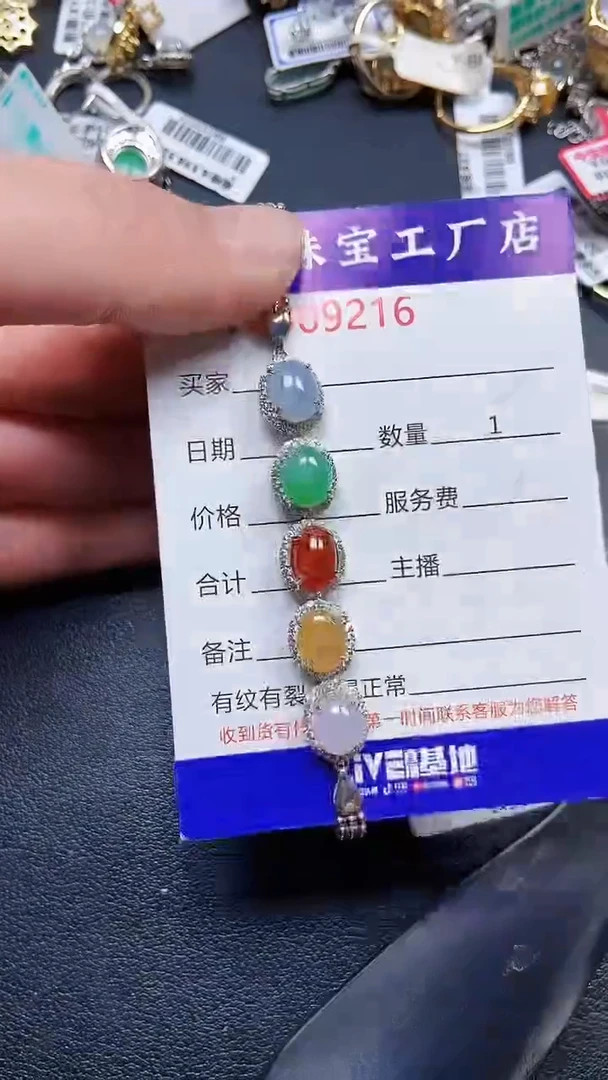 珠宝工厂店
09216
买家
日期 数量 1
价格 服务费
合计 主播
备注
有纹有裂 正常
收到货有 第一时间联系客服为您解答
基地